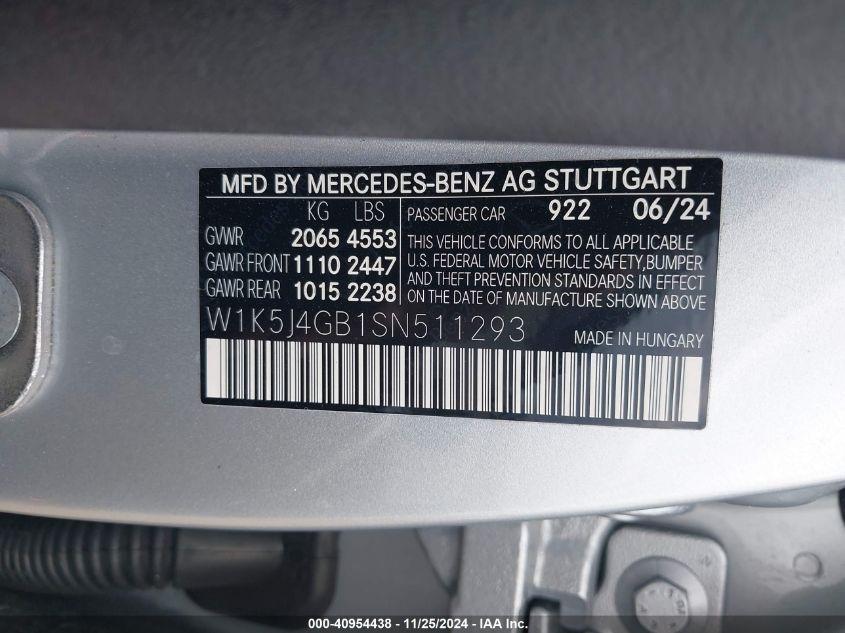 MFD BY MERCEDES-BENZ AG STUTTGART
KG LBS
GVWR 2065 4553
GAWR FRONT 1110 2447
GAWR REAR 1015 2238
PASSENGER CAR 922 06/24
THIS VEHICLE CONFORMS TO ALL APPLICABLE
U.S. FEDERAL MOTOR VEHICLE SAFETY, BUMPER
AND THEFT PREVENTION STANDARDS IN EFFECT
ON THE DATE OF MANUFACTURE SHOWN ABOVE
W1K5J4GB1SN511293
MADE IN HUNGARY
000-40954438 - 11/25/2024 - IAA Inc.